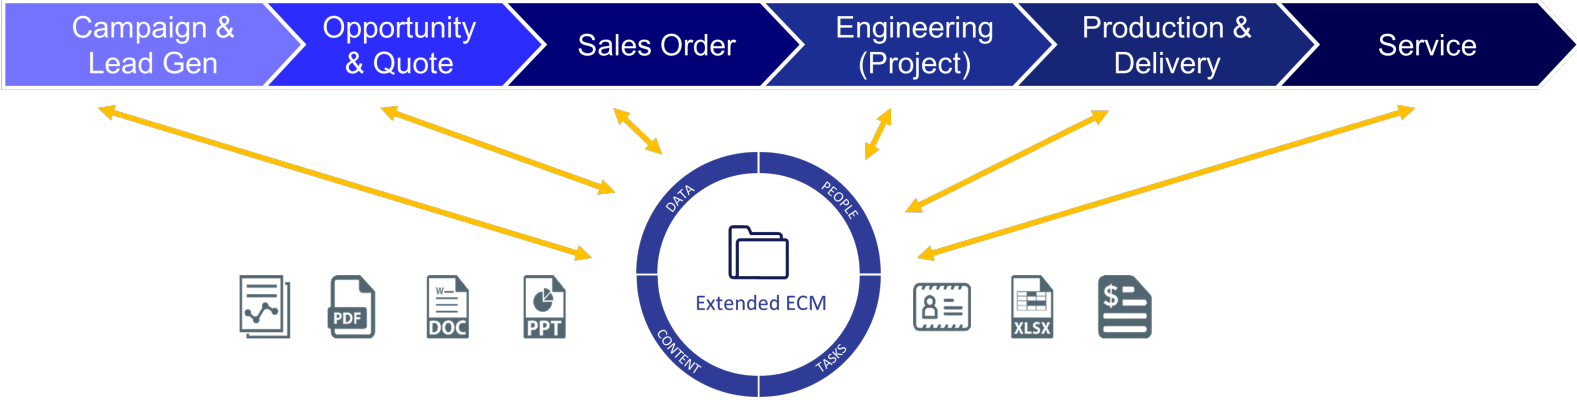 Campaign &
Lead Gen
Opportunity
& Quote
Sales Order
Engineering
(Project)
Production &
Delivery
Service
DATA
PEOPLE
Extended ECM
CONTENT
TASKS
PDF
W
DOC
PPT
XLSX
$